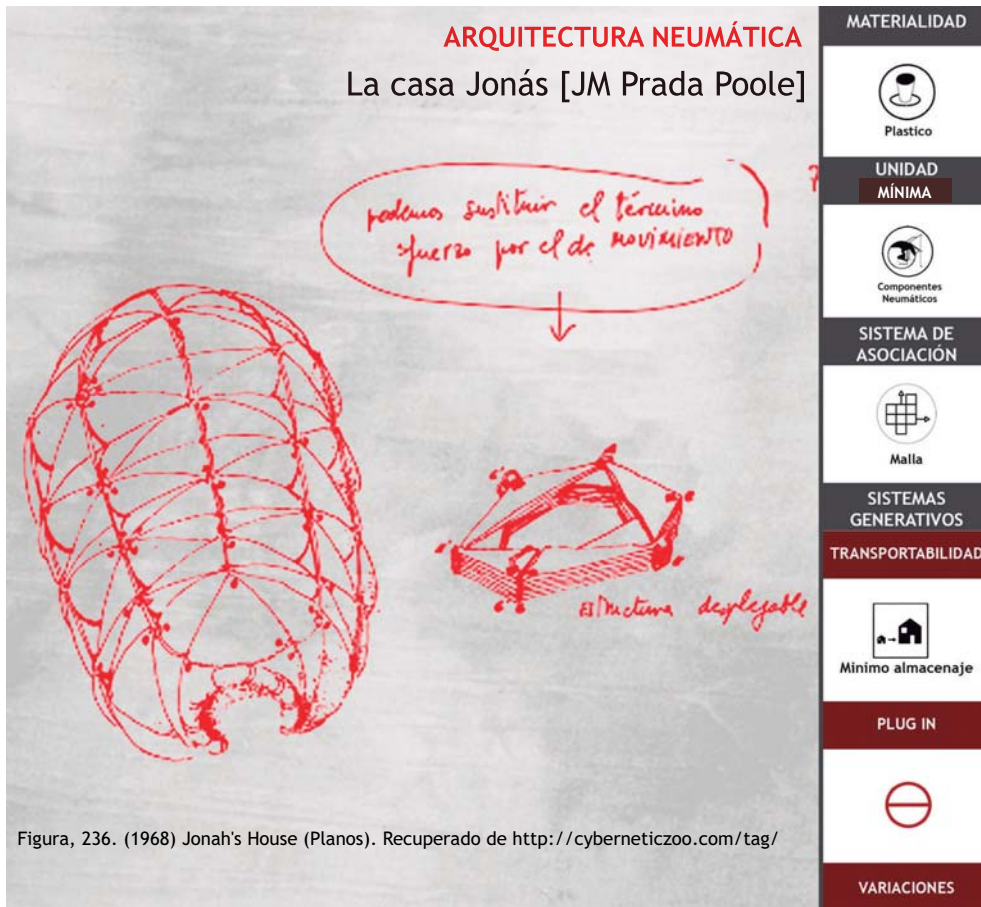 ARQUITECTURA NEUMÁTICA
La casa Jonás [JM Prada Poole]
podemos sustituir el término
sfuerzo por el de MOVIMIENTO
estructura desplegable
Figura, 236. (1968) Jonah's House (Planos). Recuperado de http://cyberneticzoo.com/tag/
MATERIALIDAD
Plastico
UNIDAD
MÍNIMA
Componentes
Neumáticos
SISTEMA DE
ASOCIACIÓN
Malla
SISTEMAS
GENERATIVOS
TRANSPORTABILIDAD
Minimo almacenaje
PLUG IN
VARIACIONES